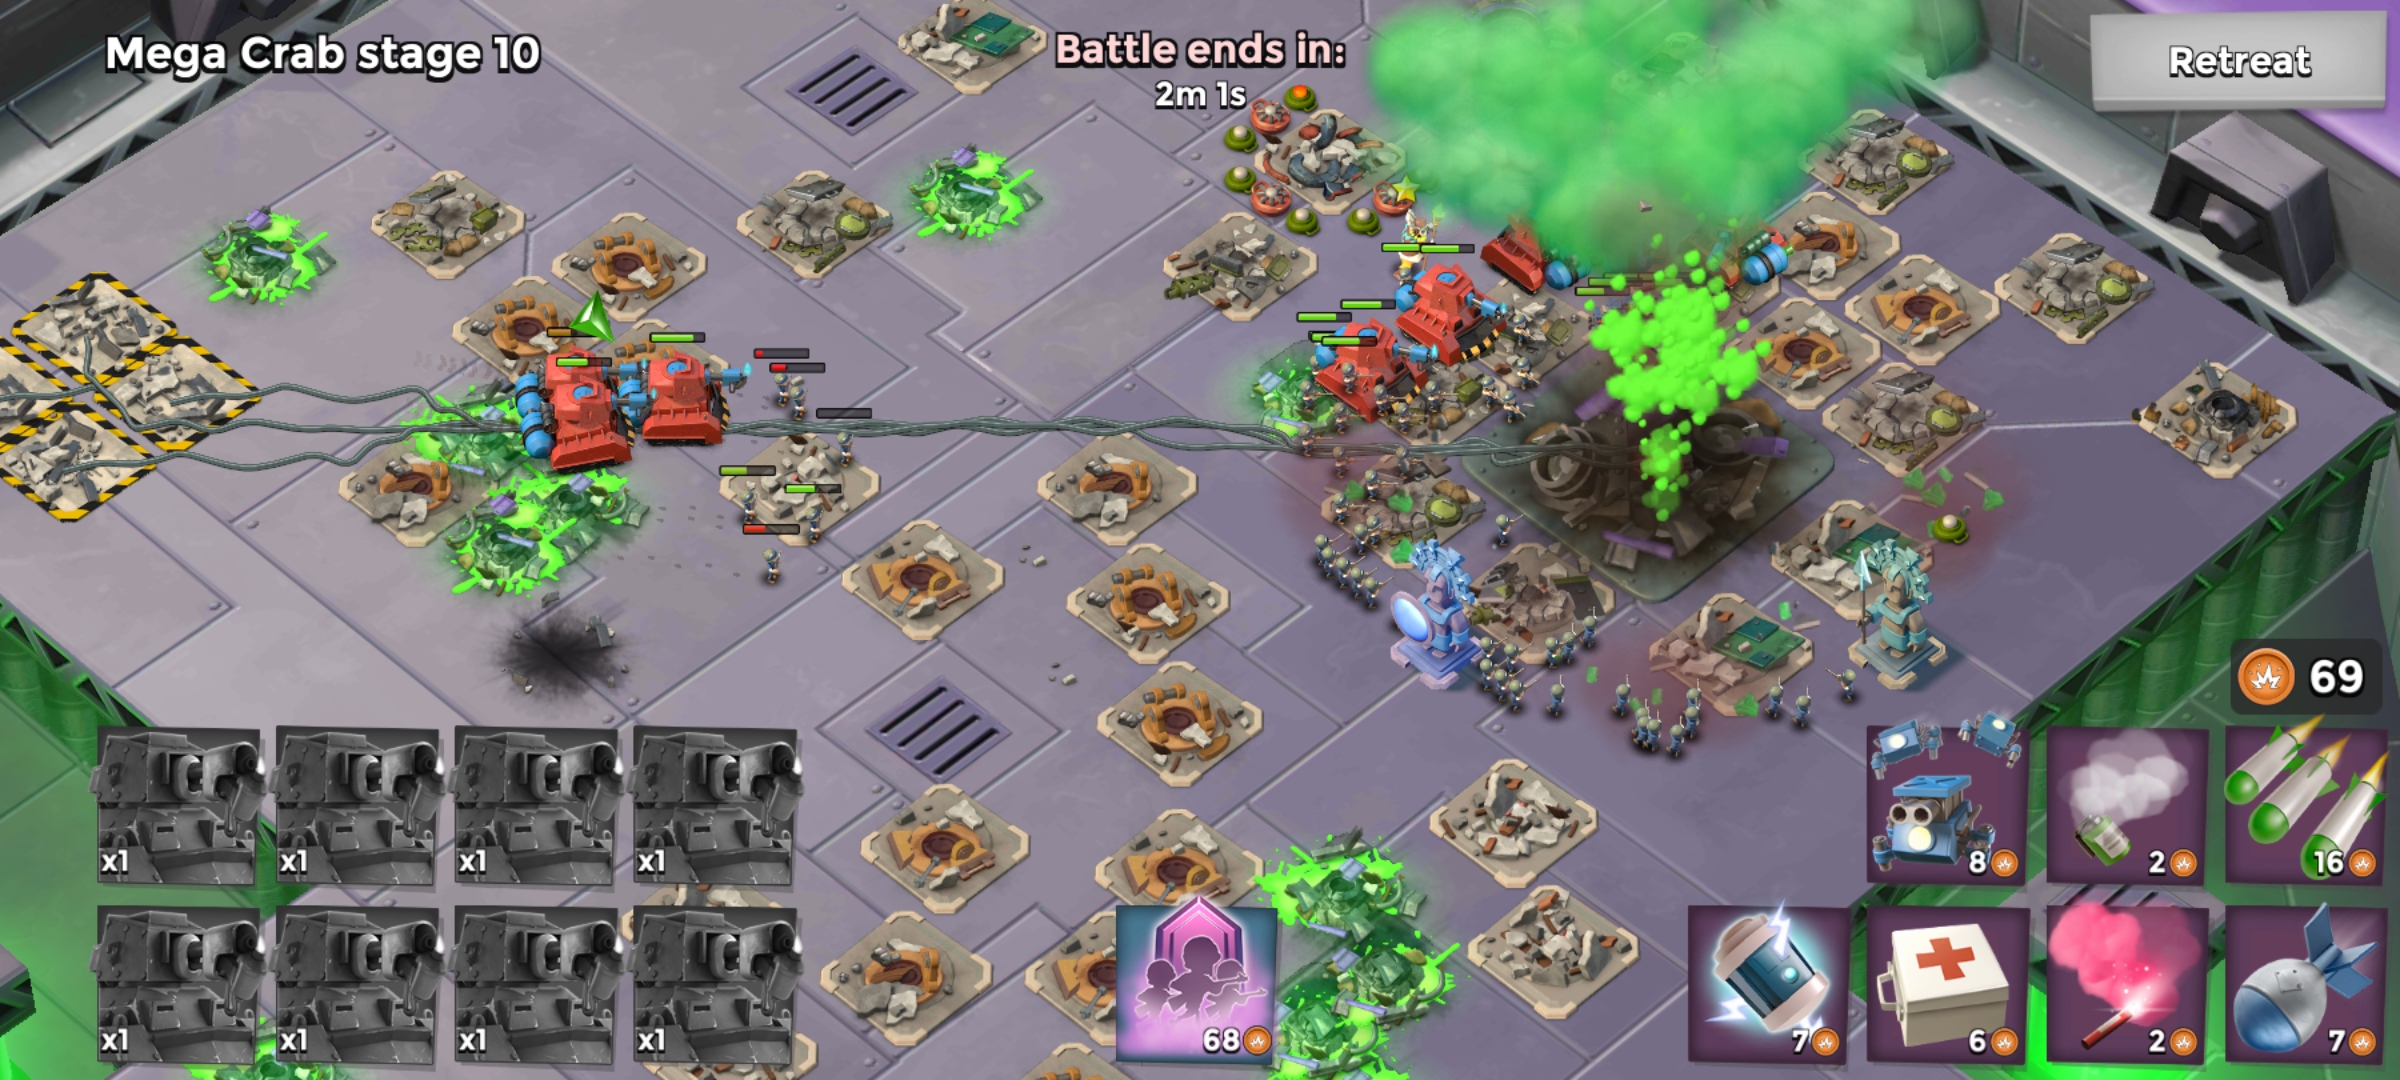 Mega Crab stage 10
Battle ends in:
2m 1s
Retreat
69
x1
x1
x1
x1
8
2
16
x1
x1
x1
x1
68
7
6
2
7